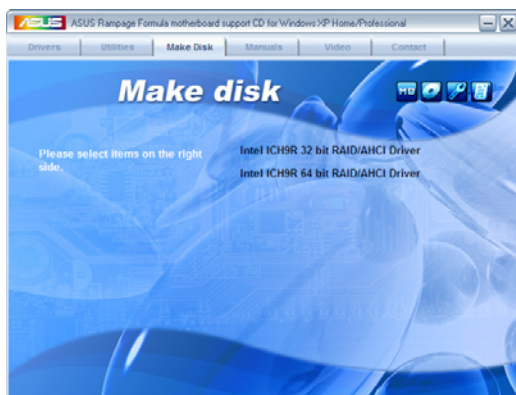 ASUS
ASUS Rampage Formula motherboard support CD for Windows XP Home/Professional
Drivers
Utilities
Make Disk
Manuals
Video
Contact
Make disk
MB
Please select items on the right
side.
Intel ICH9R 32 bit RAID/AHCI Driver
Intel ICH9R 64 bit RAID/AHCI Driver